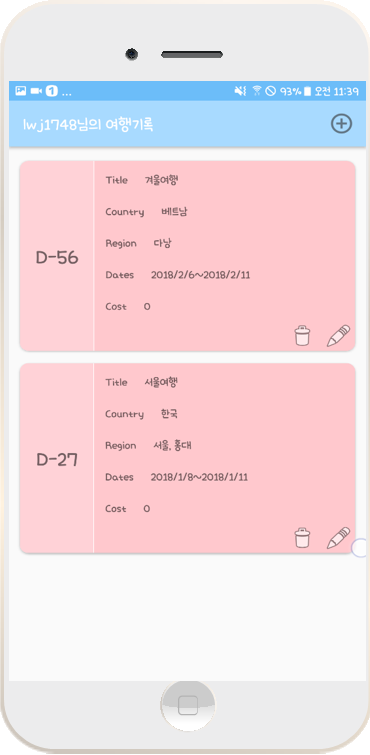 1 ... 93% 오전 11:39
lwj1748님의 여행기록
D-56
Title 겨울여행
Country 베트남
Region 다낭
Dates 2018/2/6~2018/2/11
Cost 0
D-27
Title 서울여행
Country 한국
Region 서울, 홍대
Dates 2018/1/8~2018/1/11
Cost 0